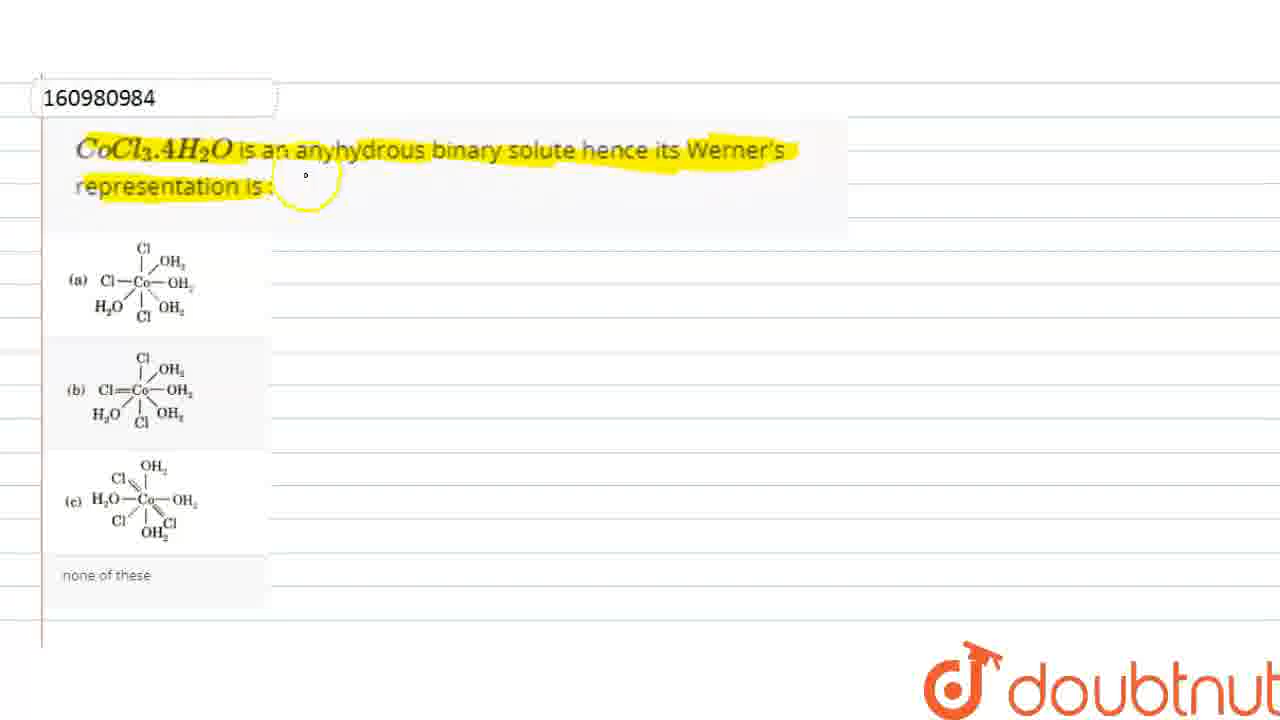 160980984
CoCl₃.4H₂O is an anyhydrous binary solute hence its Werner's
representation is :
Cl
OH₂
(a) Cl—Co—OH₂
H₂O OH₂
Cl
Cl
OH₂
(b) Cl=Co—OH₂
H₂O OH₂
Cl
OH₂
Cl
(c) H₂O—Co—OH₂
Cl Cl
OH₂
none of these
doubtnut